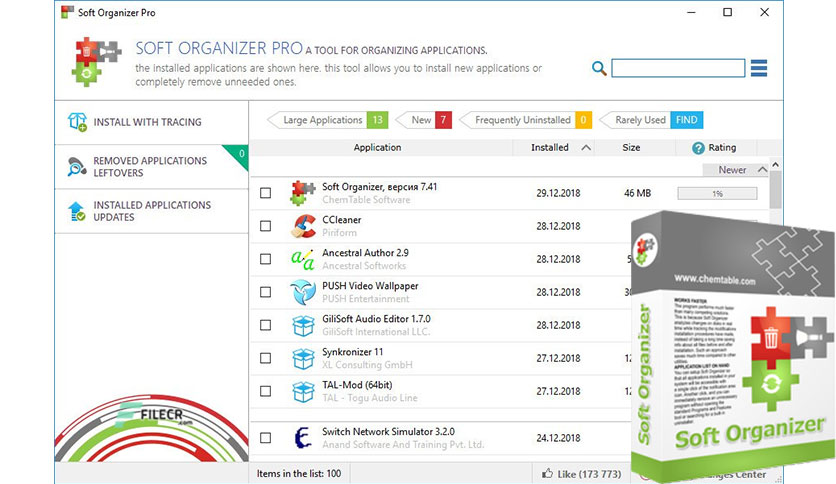 Soft Organizer Pro
SOFT ORGANIZER PRO A TOOL FOR ORGANIZING APPLICATIONS.
the installed applications are shown here. this tool allows you to install new applications or
completely remove unneeded ones.
INSTALL WITH TRACING
REMOVED APPLICATIONS
LEFTOVERS
0
INSTALLED APPLICATIONS
UPDATES
Large Applications 13 New 7 Frequently Uninstalled 0 Rarely Used FIND
Application Installed Size ? Rating
Newer
Soft Organizer, версия 7.41
ChemTable Software
29.12.2018 46 MB 1%
CCleaner
Piriform
28.12.2018
Ancestral Author 2.9
Ancestral Softworks
28.12.2018
PUSH Video Wallpaper
PUSH Entertainment
28.12.2018
GiliSoft Audio Editor 1.7.0
GiliSoft International LLC.
28.12.2018
Synkronizer 11
XL Consulting GmbH
27.12.2018
TAL-Mod (64bit)
TAL - Togu Audio Line
27.12.2018
Switch Network Simulator 3.2.0
Anand Software And Training Pvt. Ltd.
24.12.2018
FILECR
.com
Items in the list: 100
Like (173 773)
Center
www.chemtable.com
WORKS FASTER
APPLICATION LIST ON HAND
Soft Organizer
Soft Organizer